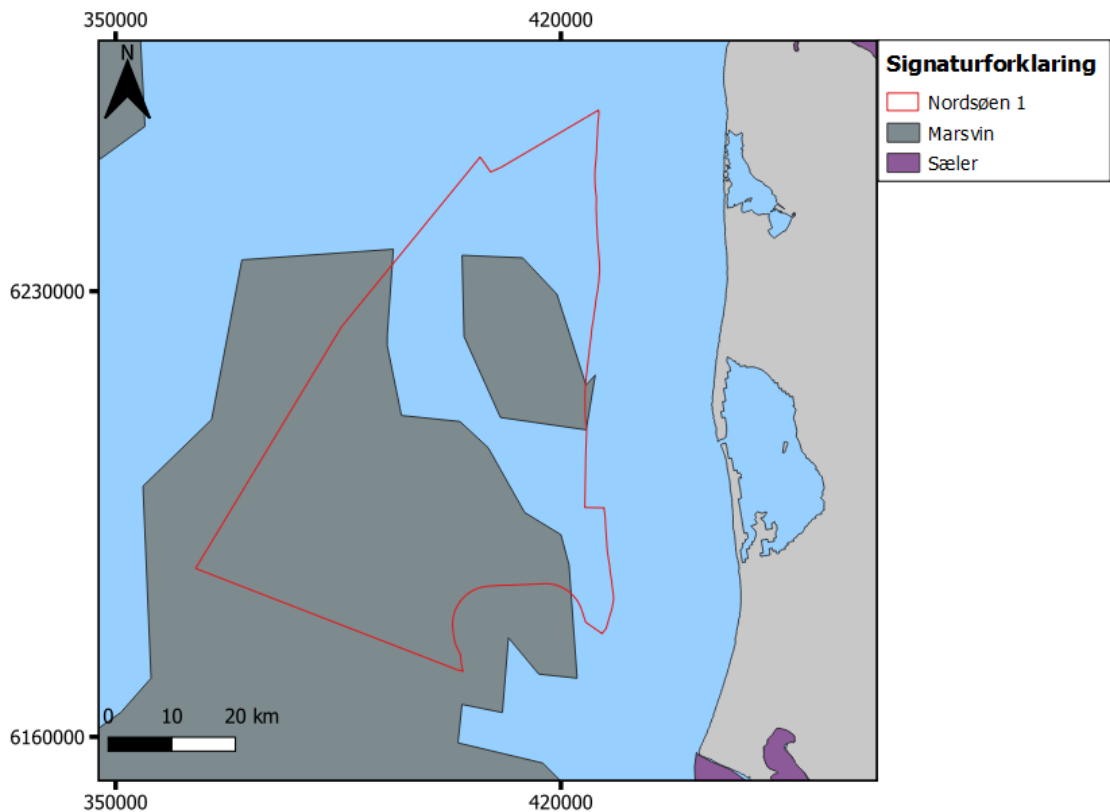 350000
420000
N
Signaturforklaring
Nordsøen 1
Marsvin
Sæler
6230000
6160000
0 10 20 km
350000
420000